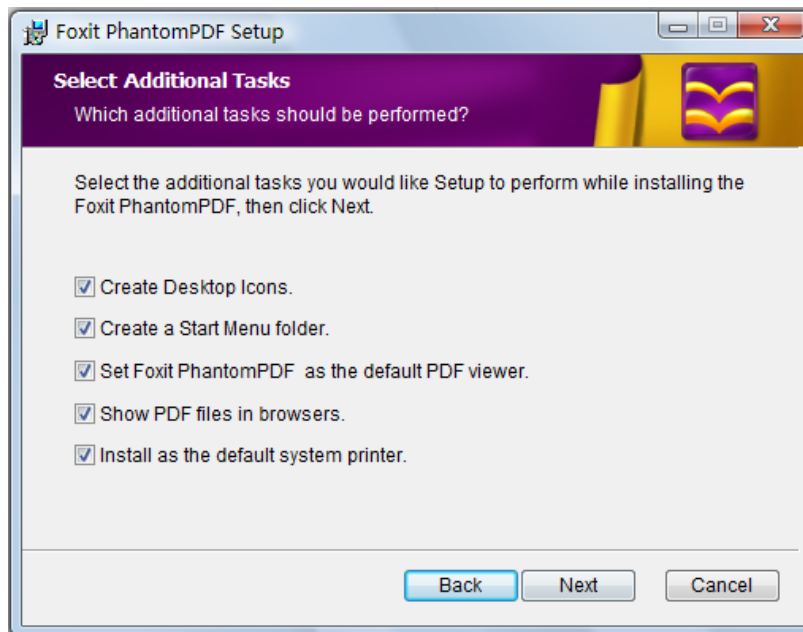 Foxit PhantomPDF Setup
Select Additional Tasks
Which additional tasks should be performed?
Select the additional tasks you would like Setup to perform while installing the
Foxit PhantomPDF, then click Next.
Create Desktop Icons.
Create a Start Menu folder.
Set Foxit PhantomPDF  as the default PDF viewer.
Show PDF files in browsers.
Install as the default system printer.
Back Next Cancel